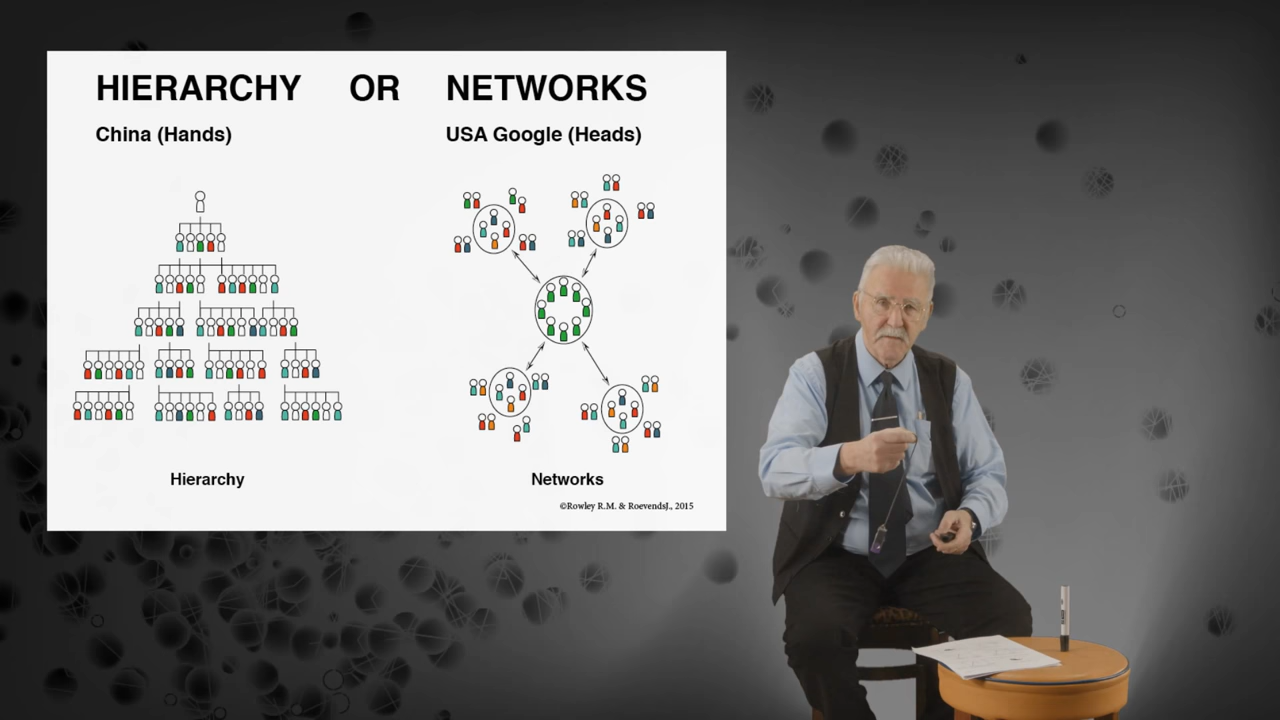 HIERARCHY OR NETWORKS
China (Hands) USA Google (Heads)
Hierarchy Networks
©Rowley R.M. & RoevendsJ., 2015